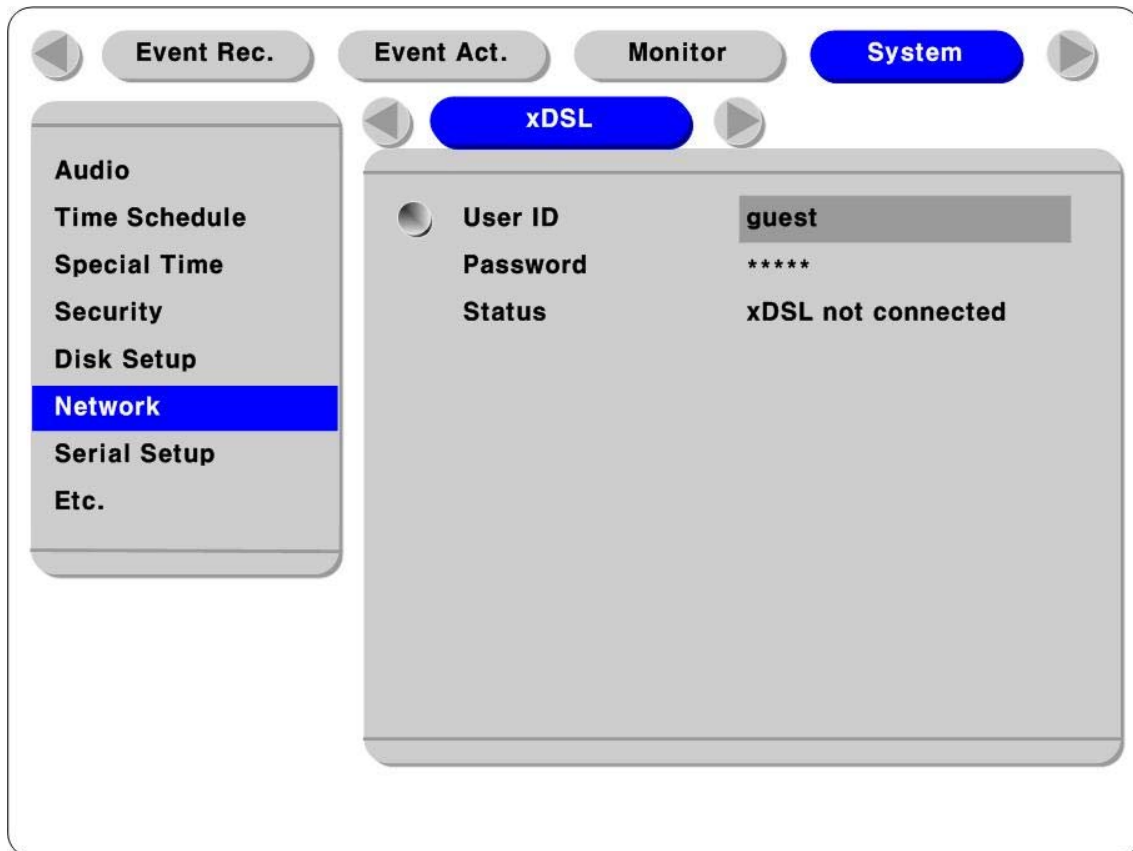 Event Rec. Event Act. Monitor System
xDSL
Audio
Time Schedule
Special Time
Security
Disk Setup
Network
Serial Setup
Etc.
User ID guest
Password *****
Status xDSL not connected